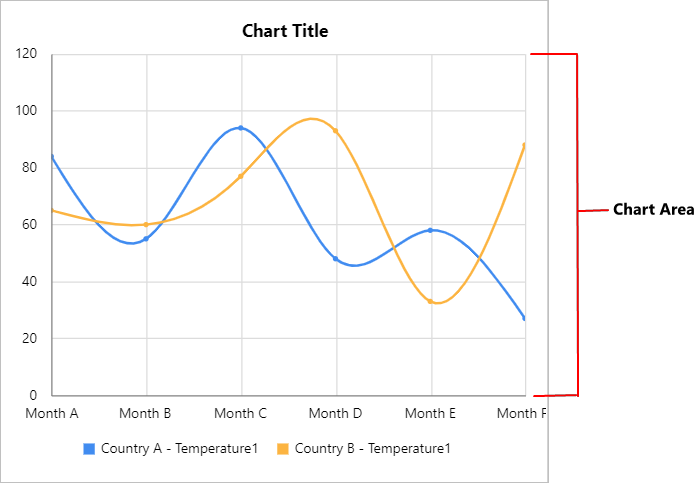 Chart Title
120
100
80
60
40
20
0
Month A Month B Month C Month D Month E Month F
Country A - Temperature1 Country B - Temperature1
Chart Area